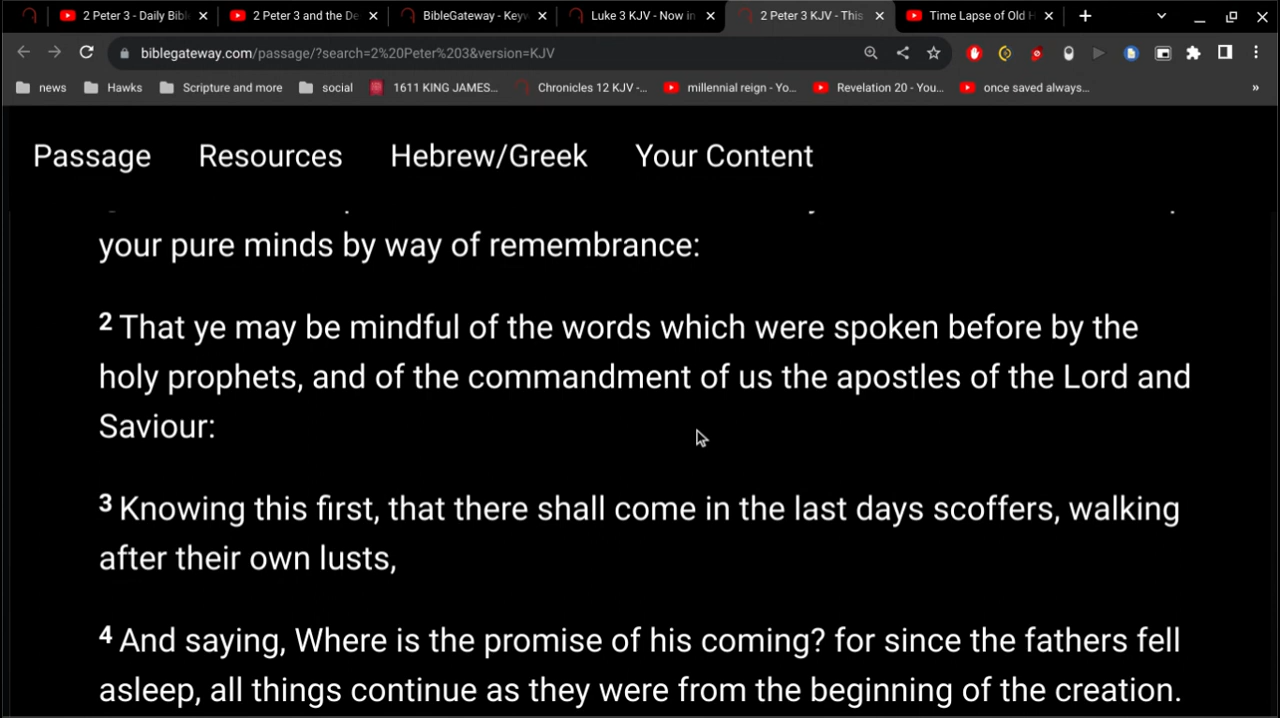 2 Peter 3 - Daily Bibl
2 Peter 3 and the De
BibleGateway - Keyw
Luke 3 KJV - Now in
2 Peter 3 KJV - This
Time Lapse of Old H
biblegateway.com/passage/?search=2%20Peter%203&version=KJV
news
Hawks
Scripture and more
social
1611 KING JAMES...
Chronicles 12 KJV -...
millennial reign - Yo...
Revelation 20 - You...
once saved always...
»
Passage
Resources
Hebrew/Greek
Your Content
your pure minds by way of remembrance:
2 That ye may be mindful of the words which were spoken before by the
holy prophets, and of the commandment of us the apostles of the Lord and
Saviour:
3 Knowing this first, that there shall come in the last days scoffers, walking
after their own lusts,
4 And saying, Where is the promise of his coming? for since the fathers fell
asleep, all things continue as they were from the beginning of the creation.